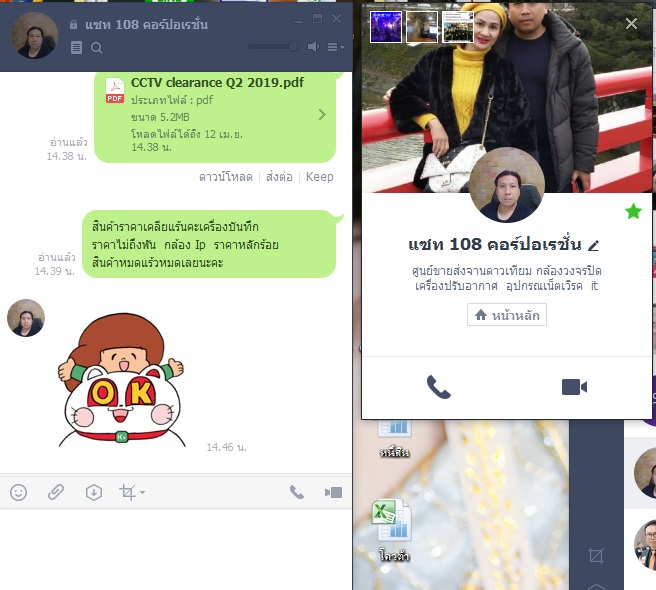 แชท 108 คอร์ปอเรชั่น
CCTV clearance Q2 2019.pdf
PDF
ประเภทไฟล์ : pdf
ขนาด 5.2MB
โหลดไฟล์ได้ถึง 12 เม.ย.
14.38 น.
อ่านแล้ว
14.38 น.
ดาวน์โหลด
ส่งต่อ
Keep
สินค้าราคาเคลียแร้นคะเครื่องบันทึก
ราคาไม่ถึงพัน กล้อง Ip ราคาหลักร้อย
สินค้าหมดแร้วหมดเลยนะคะ
อ่านแล้ว
14.39 น.
OK
K+
14.46 น.
แชท 108 คอร์ปอเรชั่น
ศูนย์ขายส่งจานดาวเทียม กล้องวงจรปิด
เครื่องปรับอากาศ อุปกรณเน็ตเวิรค it
หน้าหลัก
หนี้สิน